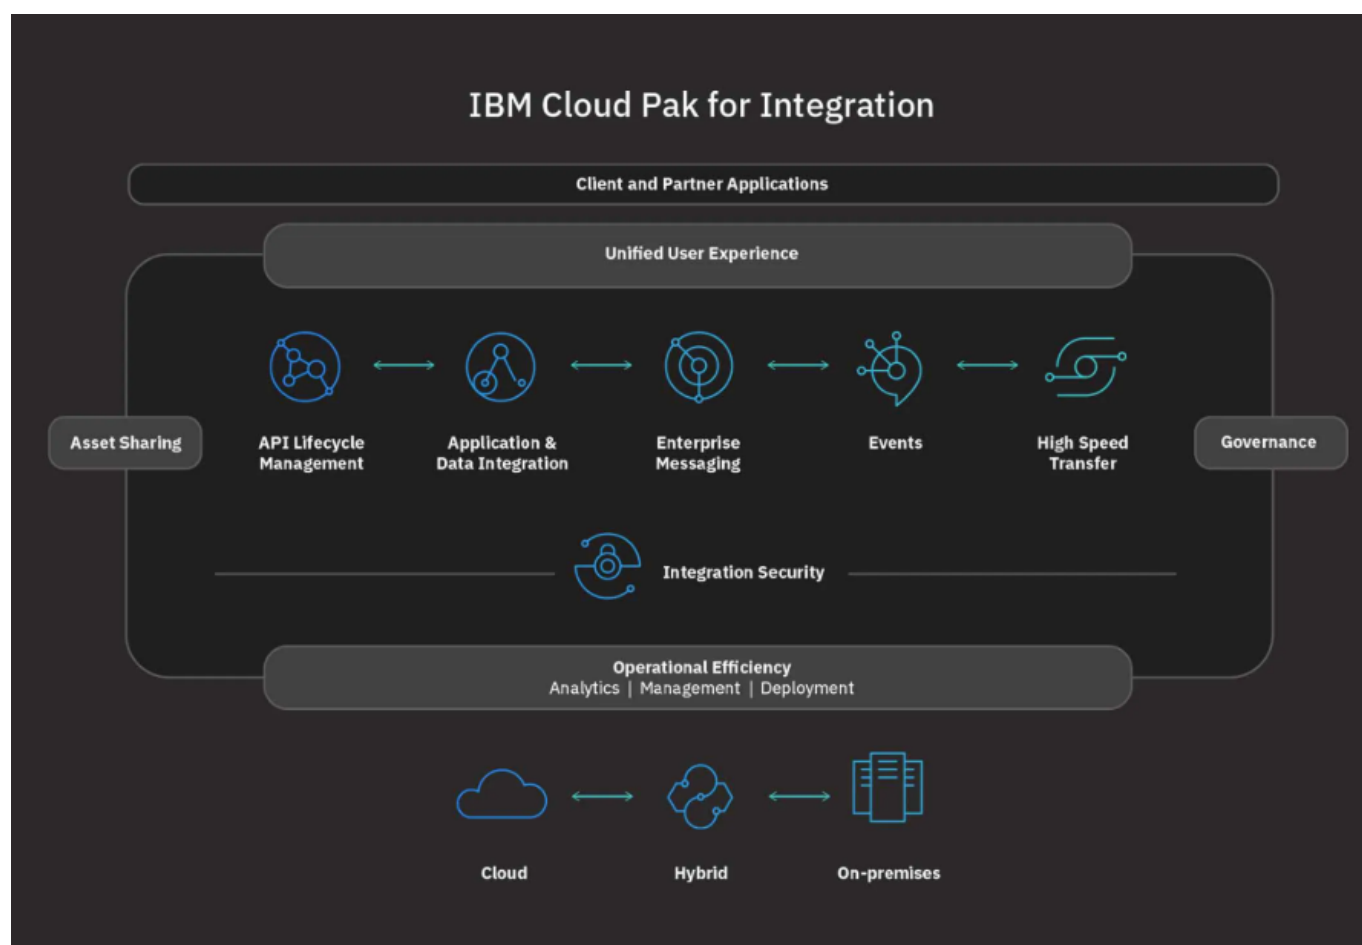 IBM Cloud Pak for Integration
Client and Partner Applications
Unified User Experience
Asset Sharing
API Lifecycle
Management
Application &
Data Integration
Enterprise
Messaging
Events
High Speed
Transfer
Governance
Integration Security
Operational Efficiency
Analytics | Management | Deployment
Cloud
Hybrid
On-premises